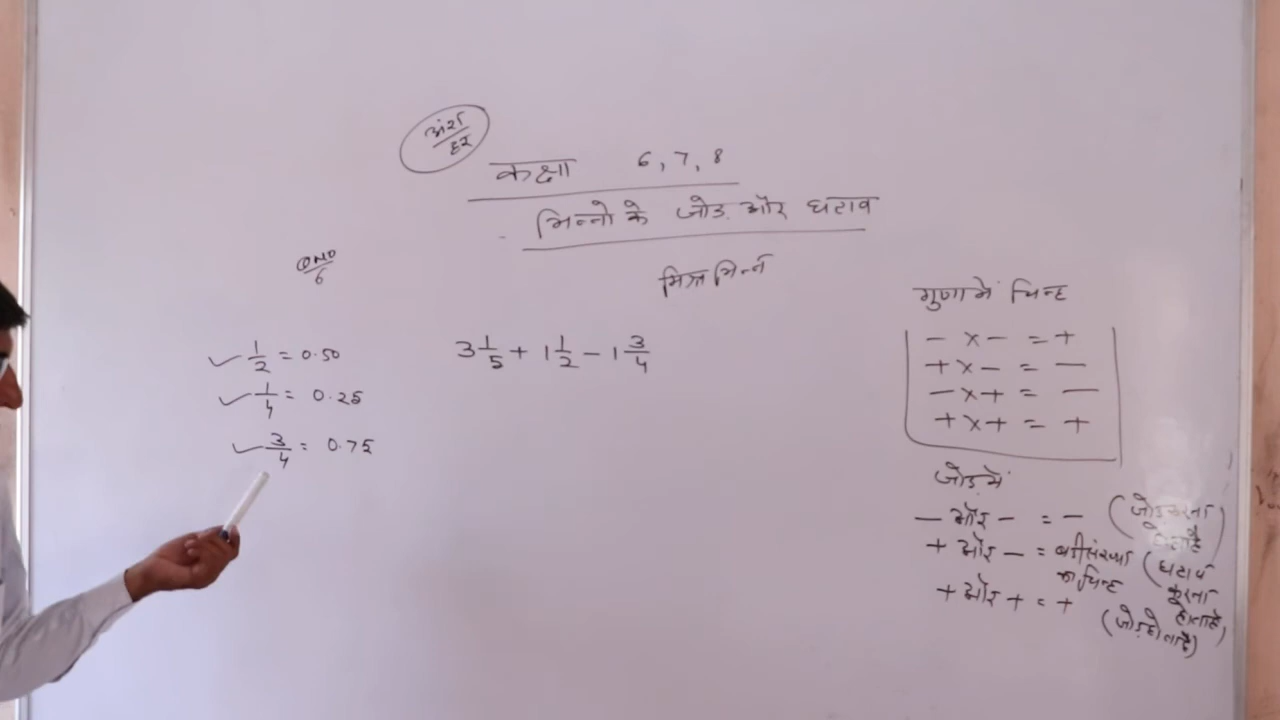 अंश
हर
कक्षा 6, 7, 8
भिन्नो के जोड़ और घटाव
मिश्र भिन्न
6
1/2 = 0.50
1/4 = 0.25
3/4 = 0.75
3 1/5 + 1 1/2 - 1 3/4
गुणा में चिन्ह
- × - = +
+ × - = -
- × + = -
+ × + = +
जोड़ में
- और - = - (जोड़ करना होता है)
+ और - = बड़ी संख्या का चिन्ह (घटाव करना होता है)
+ और + = + (जोड़ होता है)